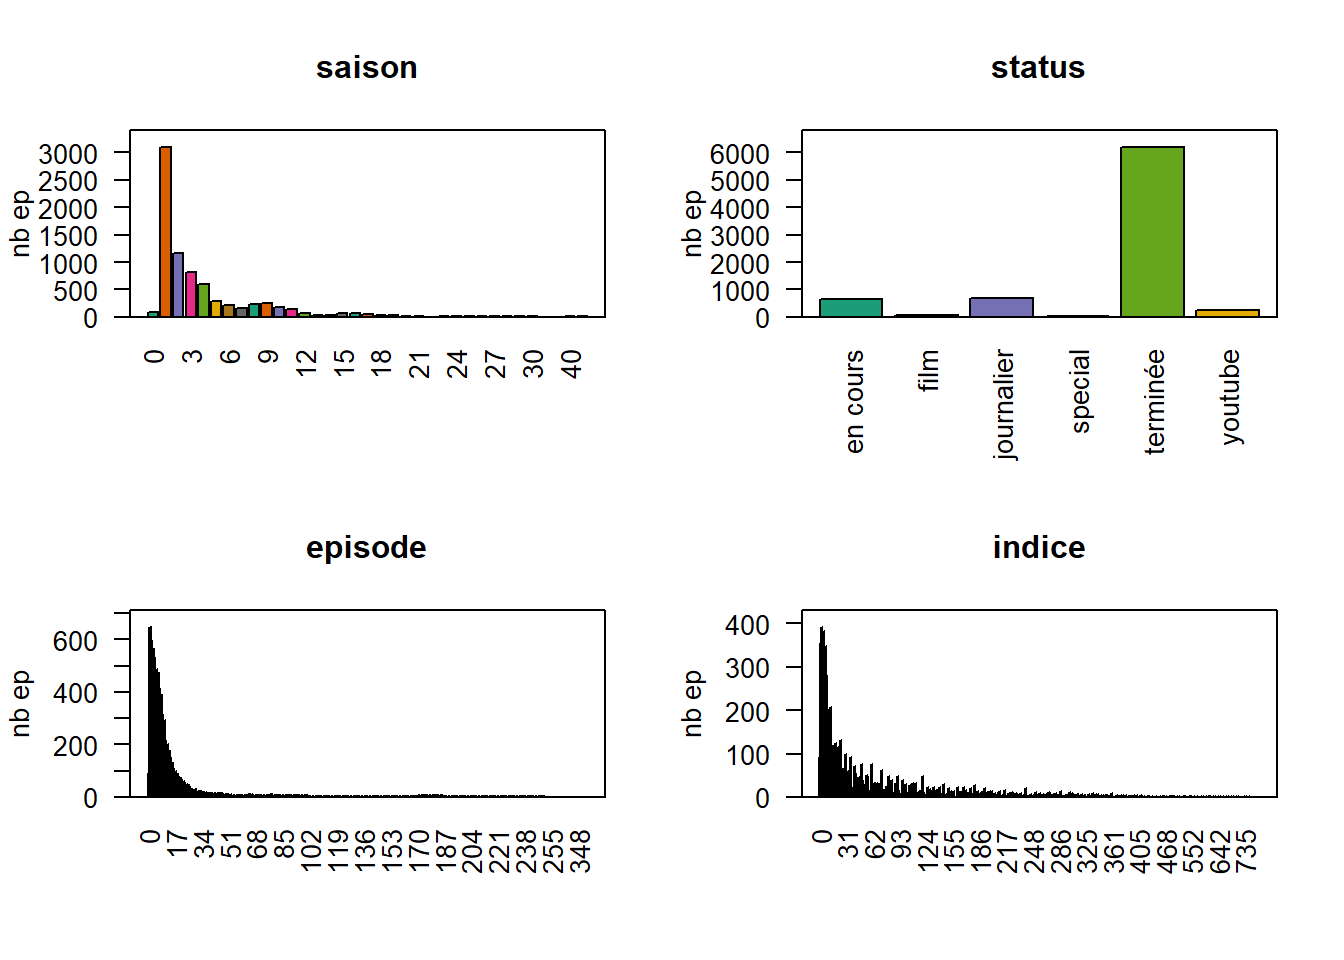 saison
nb ep
3000
2500
2000
1500
1000
500
0
0 3 6 9 12 15 18 21 24 27 30 40
status
nb ep
6000
5000
4000
3000
2000
1000
0
en cours film journalier special terminée youtube
episode
nb ep
600
400
200
0
0 17 34 51 68 85 102 119 136 153 170 187 204 221 238 255 348
indice
nb ep
400
300
200
100
0
0 31 62 93 124 155 186 217 248 286 325 361 405 468 552 642 735